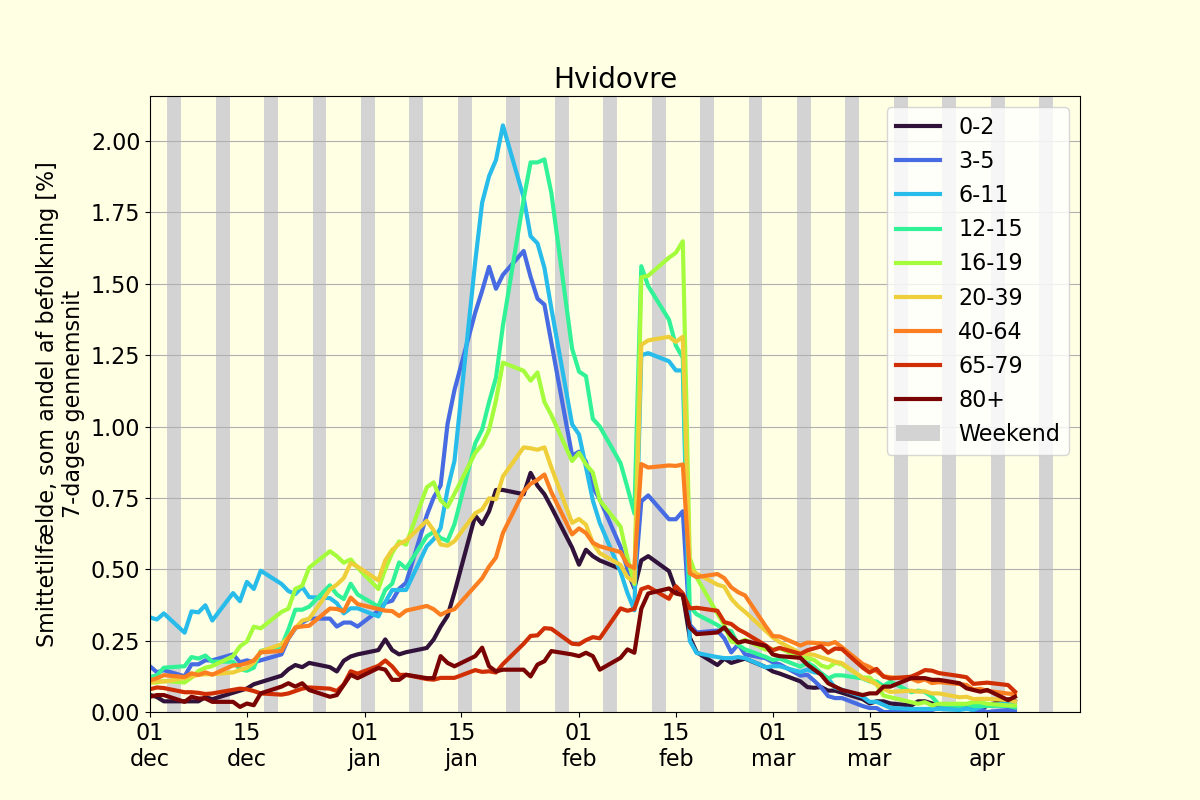 Hvidovre
Smittetilfælde, som andel af befolkning [%]
7-dages gennemsnit
2.00
1.75
1.50
1.25
1.00
0.75
0.50
0.25
0.00
01 dec
15 dec
01 jan
15 jan
01 feb
15 feb
01 mar
15 mar
01 apr
0-2
3-5
6-11
12-15
16-19
20-39
40-64
65-79
80+
Weekend